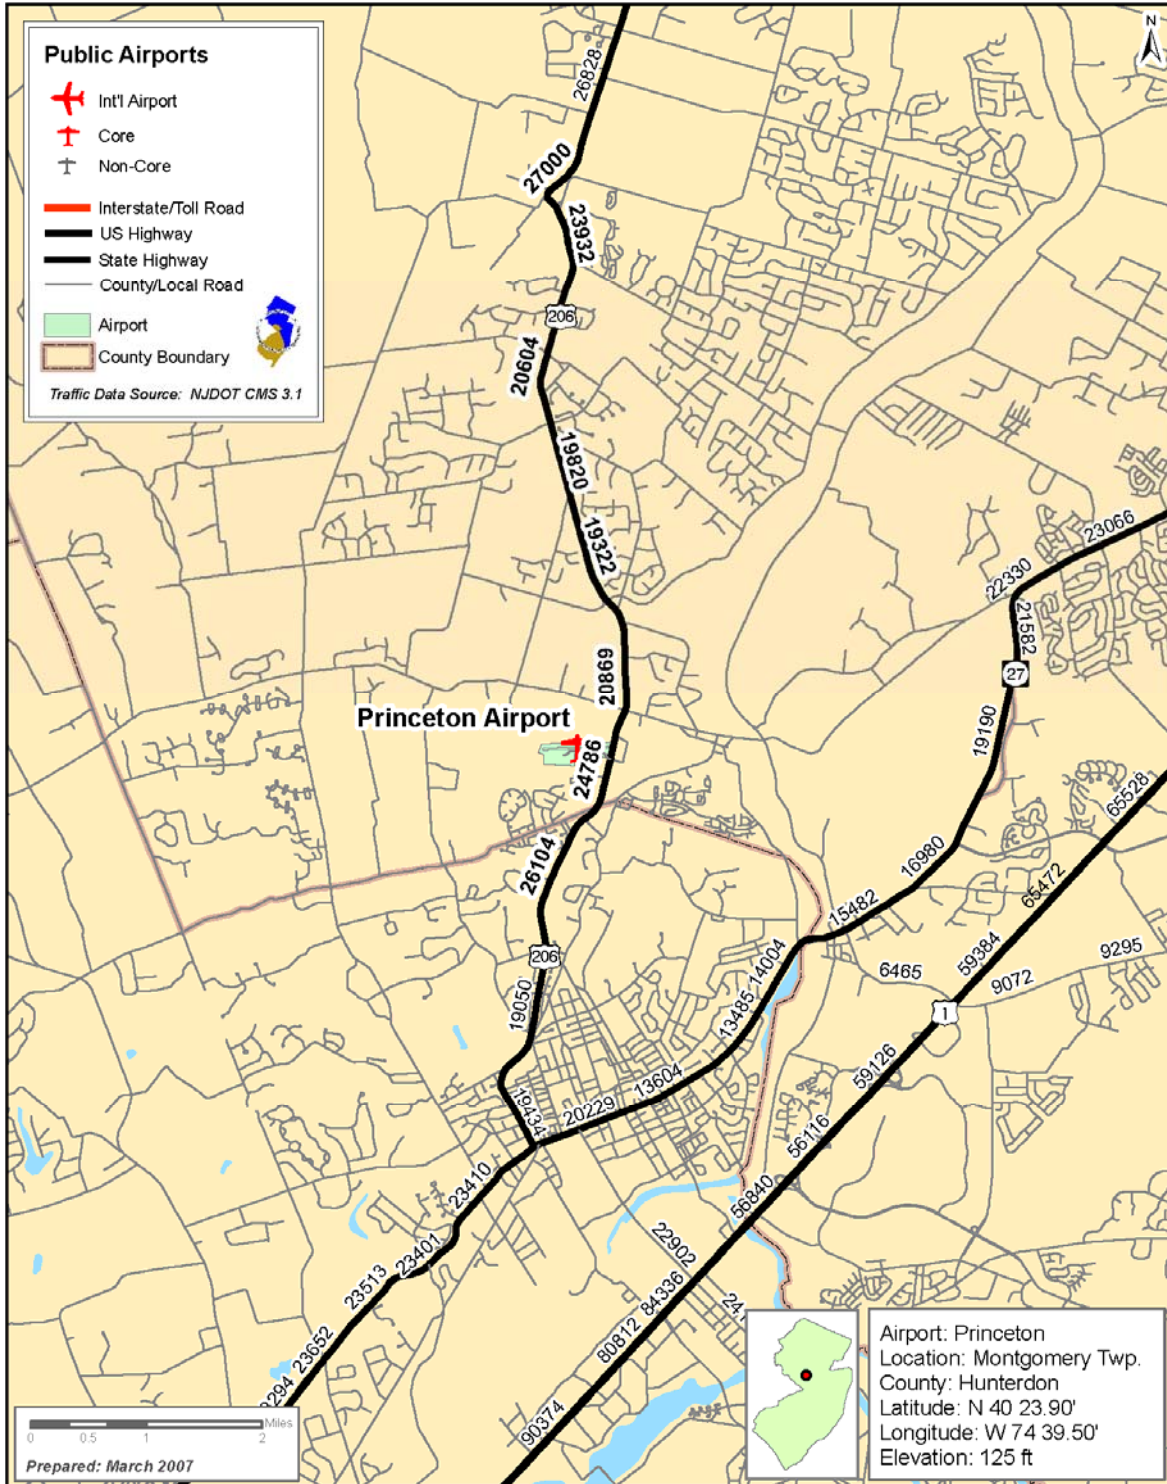 Public Airports
Int'l Airport
Core
Non-Core
Interstate/Toll Road
US Highway
State Highway
County/Local Road
Airport
County Boundary
Traffic Data Source: NJDOT CMS 3.1
N
26828
27000
23932
206
20604
19820
19322
23066
22330
21582
27
20869
19190
Princeton Airport
24786
65528
26104
16980
65472
15482
206
14004
6465
59384
9295
9072
19050
13485
1
59126
13604
19434
20229
56116
23410
56840
22902
23401
23513
84336
23652
80812
90374
0 0.5 1 2
Miles
Prepared: March 2007
Airport: Princeton
Location: Montgomery Twp.
County: Hunterdon
Latitude: N 40 23.90'
Longitude: W 74 39.50'
Elevation: 125 ft